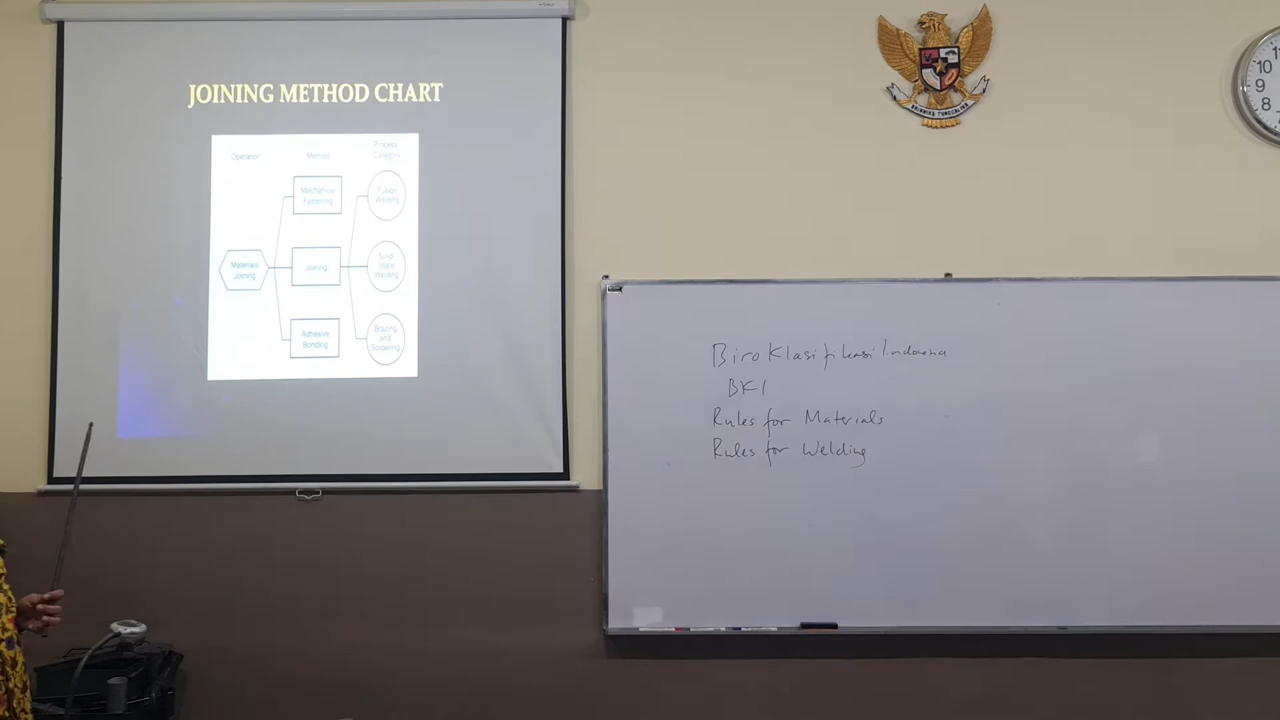 JOINING METHOD CHART
Operation
Method
Process
Category
Mechanical
Fastening
Fusion
Welding
Materials
Joining
Joining
Solid
State
Welding
Adhesive
Bonding
Brazing
and
Soldering
BHINNEKA TUNGGAL IKA
10
9
8
Biro Klasifikasi Indonesia
BKI
Rules for Materials
Rules for Welding